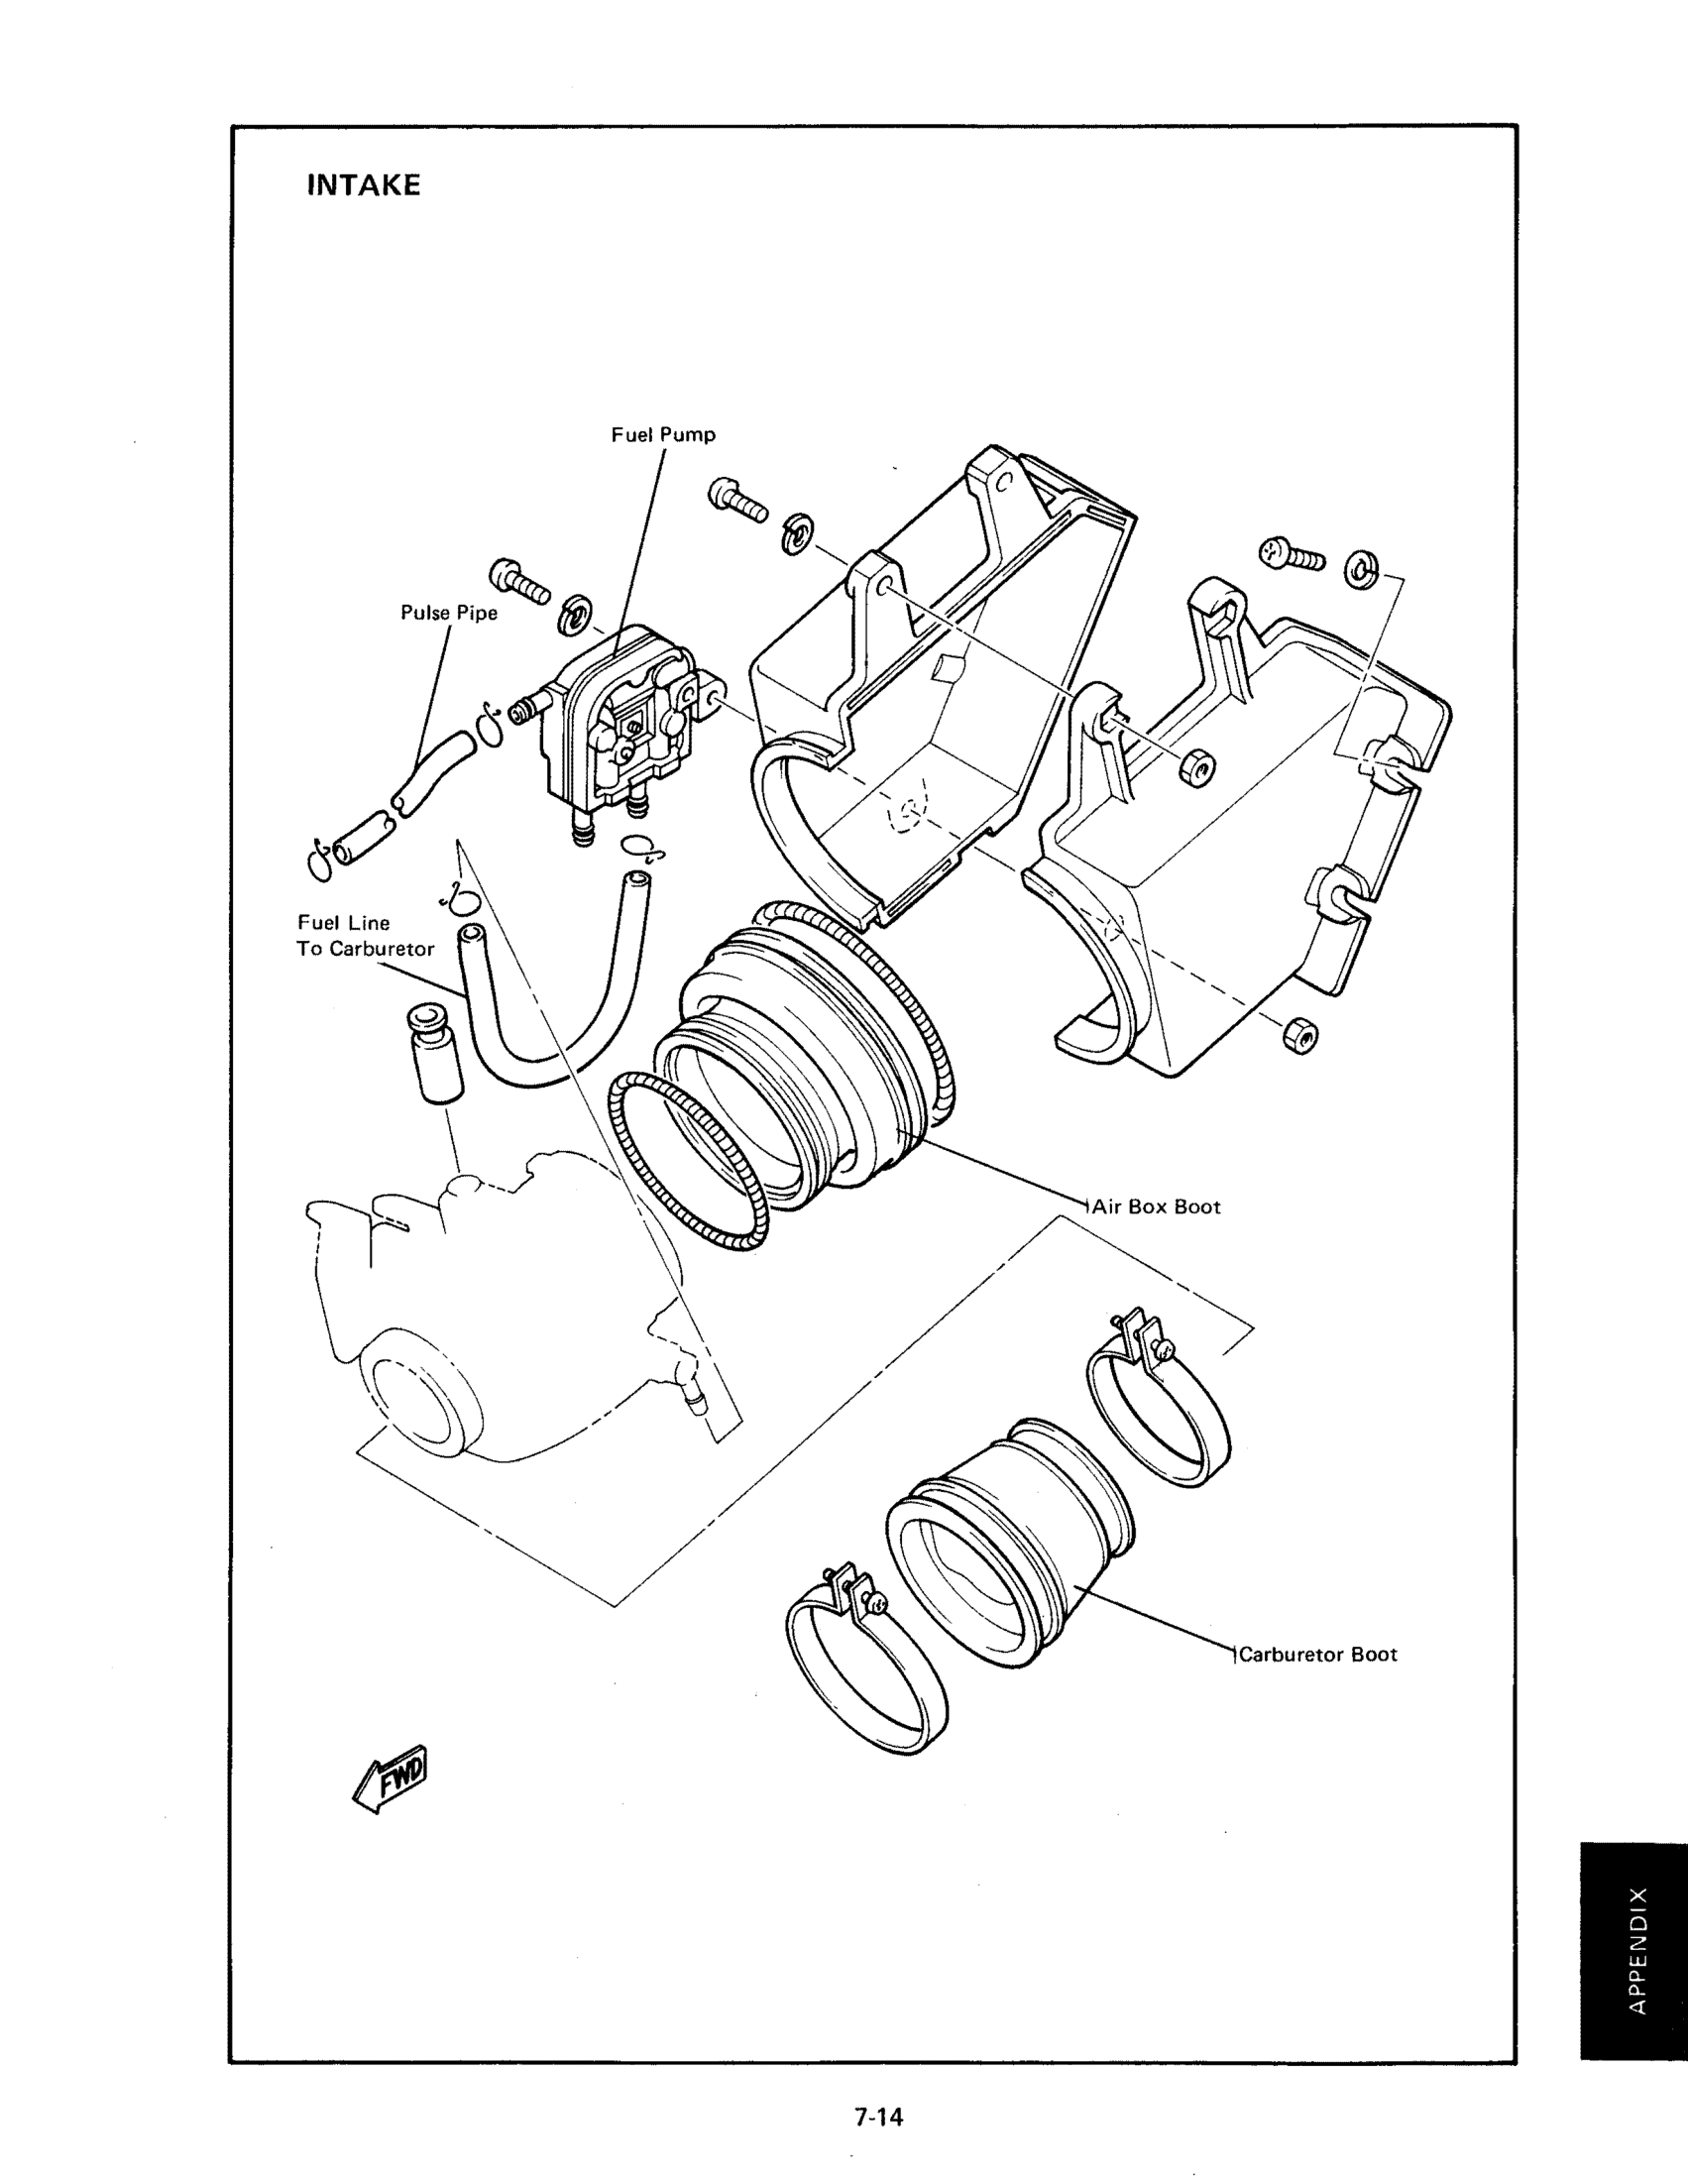 INTAKE
Fuel Pump
Pulse Pipe
Fuel Line
To Carburetor
Air Box Boot
Carburetor Boot
FWD
APPENDIX
7-14